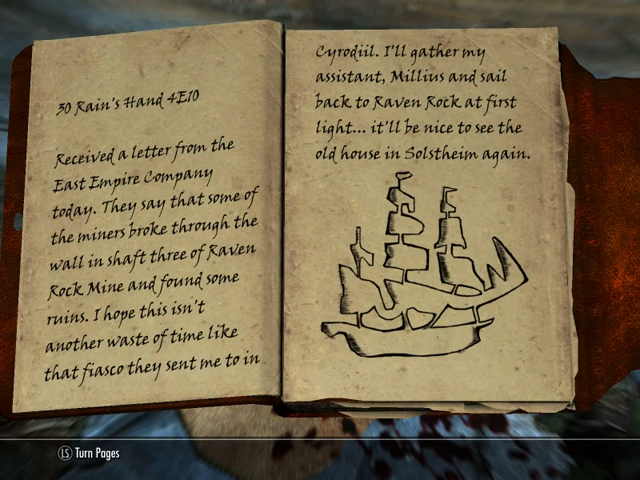 30 Rain's Hand 4E10
Received a letter from the
East Empire Company
today. They say that some of
the miners broke through the
wall in shaft three of Raven
Rock Mine and found some
ruins. I hope this isn't
another waste of time like
that fiasco they sent me to in
Cyrodiil. I'll gather my
assistant, Millius and sail
back to Raven Rock at first
light... it'll be nice to see the
old house in Solstheim again.
LS Turn Pages